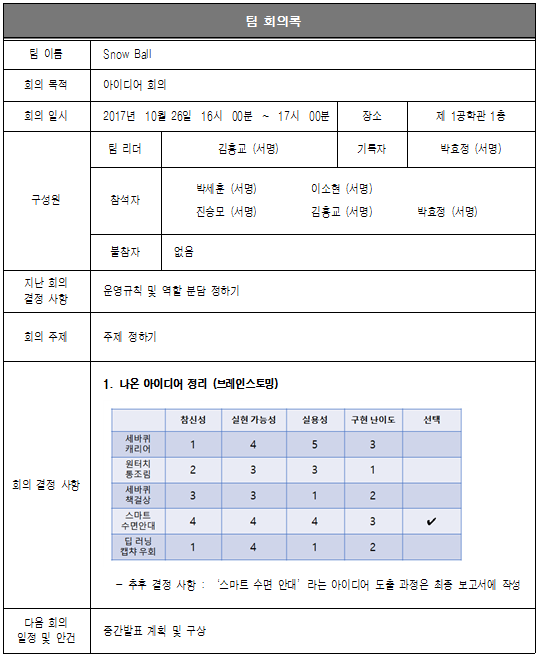 팀 회의록
팀 이름 Snow Ball
회의 목적 아이디어 회의
회의 일시 2017년 10월 26일 16시 00분 ~ 17시 00분 장소 제 1공학관 1층
구성원 팀 리더 김홍교 (서명) 기록자 박효정 (서명)
참석자 박세훈 (서명) 이소현 (서명)
진승모 (서명) 김홍교 (서명) 박효정 (서명)
불참자 없음
지난 회의
결정 사항
운영규칙 및 역할 분담 정하기
회의 주제 주제 정하기
회의 결정 사항
1. 나온 아이디어 정리 (브레인스토밍)
참신성 실현 가능성 실용성 구현 난이도 선택
세바퀴
캐리어
1 4 5 3
원터치
통조림
2 3 3 1
세바퀴
책걸상
3 3 1 2
스마트
수면안대
4 4 4 3 ✔
딥 러닝
캡챠 우회
1 4 1 2
- 추후 결정 사항 : ‘스마트 수면 안대’라는 아이디어 도출 과정은 최종 보고서에 작성
다음 회의
일정 및 안건
중간발표 계획 및 구상